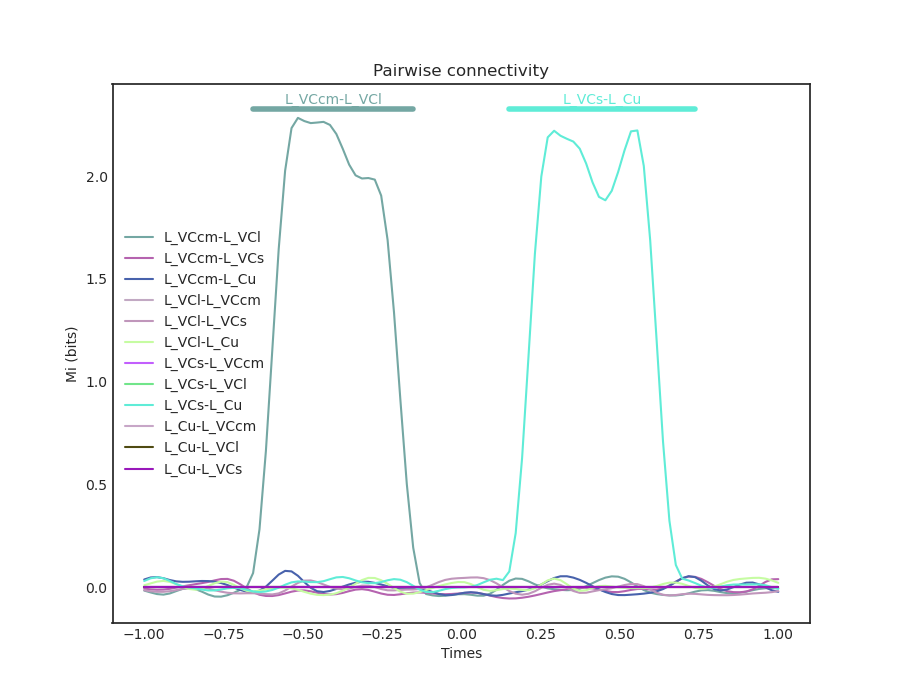 Pairwise connectivity
L_VCcm-L_VCl
L_VCs-L_Cu
2.0
1.5
1.0
0.5
0.0
Mi (bits)
L_VCcm-L_VCl
L_VCcm-L_VCs
L_VCcm-L_Cu
L_VCl-L_VCcm
L_VCl-L_VCs
L_VCl-L_Cu
L_VCs-L_VCcm
L_VCs-L_VCl
L_VCs-L_Cu
L_Cu-L_VCcm
L_Cu-L_VCl
L_Cu-L_VCs
−1.00 −0.75 −0.50 −0.25 0.00 0.25 0.50 0.75 1.00
Times